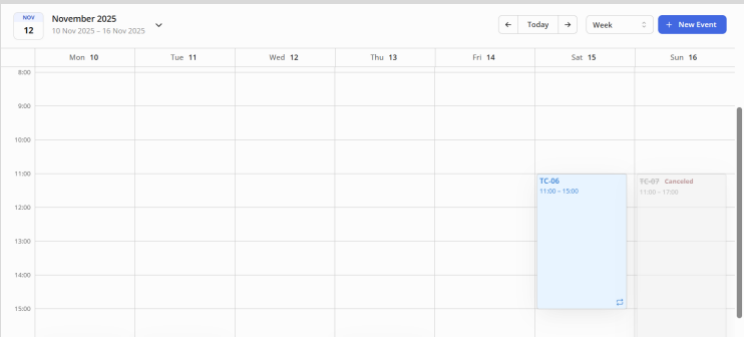 NOV
12
November 2025
10 Nov 2025 – 16 Nov 2025
Today
Week
+ New Event
Mon 10
Tue 11
Wed 12
Thu 13
Fri 14
Sat 15
Sun 16
8:00
9:00
10:00
11:00
12:00
13:00
14:00
15:00
TC-06
11:00 – 15:00
TC-07 Canceled
11:00 – 17:00